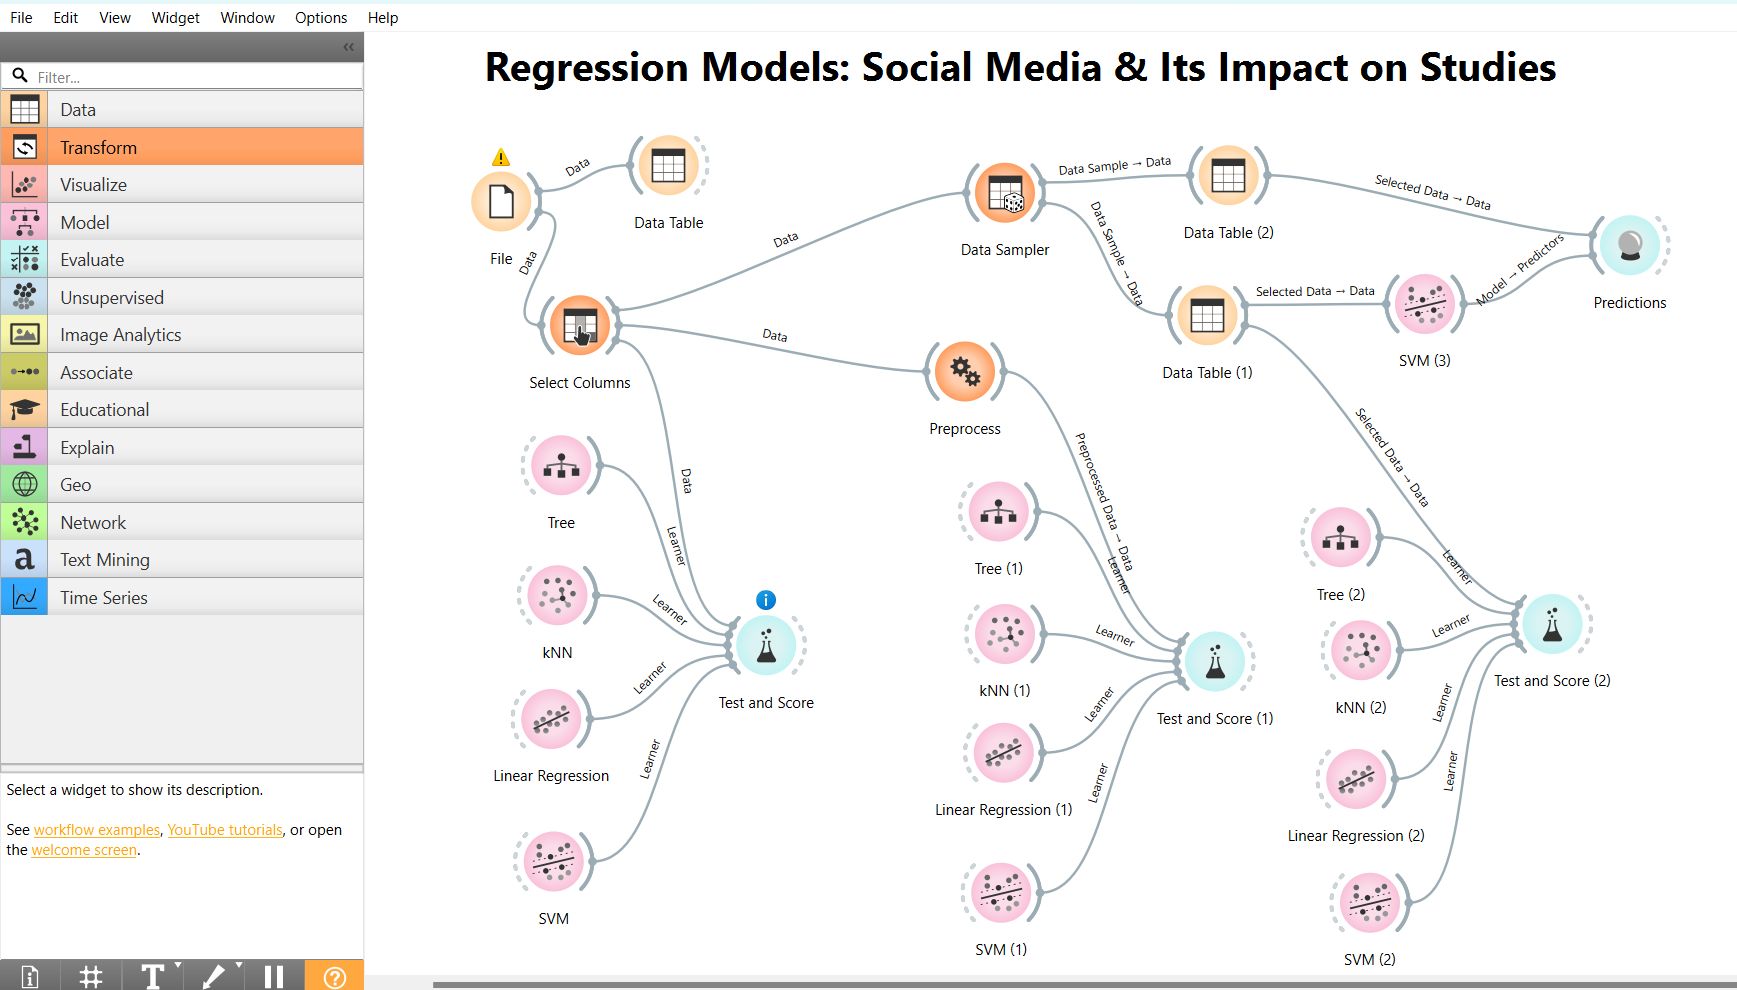 File Edit View Widget Window Options Help
Regression Models: Social Media & Its Impact on Studies
Filter...
Data
Transform
Visualize
Model
Evaluate
Unsupervised
Image Analytics
Associate
Educational
Explain
Geo
Network
Text Mining
Time Series
Select a widget to show its description.
See workflow examples, YouTube tutorials, or open
the welcome screen.
File
Data
Data Table
Data
Select Columns
Data
Data Sampler
Data Sample → Data
Data Table (2)
Selected Data → Data
Predictions
Data Sample → Data
Data Table (1)
Selected Data → Data
SVM (3)
Model → Predictors
Data
Preprocess
Preprocessed Data → Data
Selected Data → Data
Data
Tree
Learner
kNN
Learner
Linear Regression
Learner
SVM
Learner
Test and Score
Tree (1)
Learner
kNN (1)
Learner
Linear Regression (1)
Learner
SVM (1)
Learner
Test and Score (1)
Tree (2)
Learner
kNN (2)
Learner
Linear Regression (2)
Learner
SVM (2)
Learner
Test and Score (2)